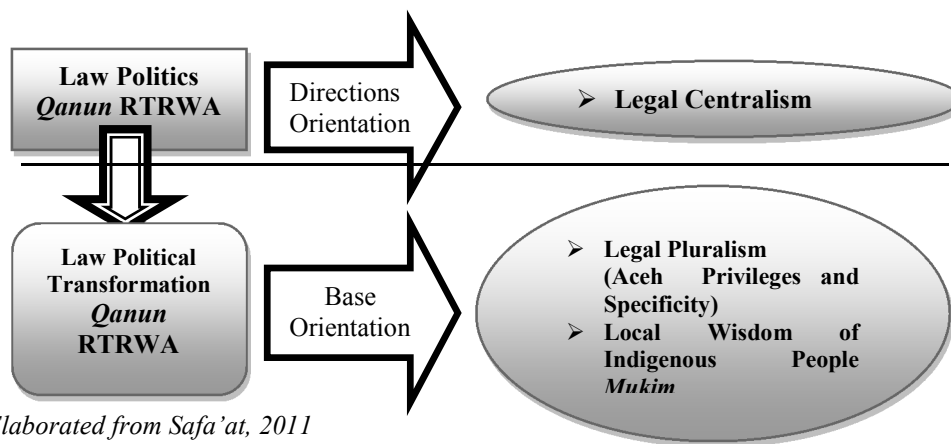 Law Politics
Qanun RTRWA
Directions
Orientation
➢ Legal Centralism
Law Political
Transformation
Qanun
RTRWA
Base
Orientation
➢ Legal Pluralism
(Aceh Privileges and
Specificity)
➢ Local Wisdom of
Indigenous People
Mukim
laborated from Safa’at, 2011